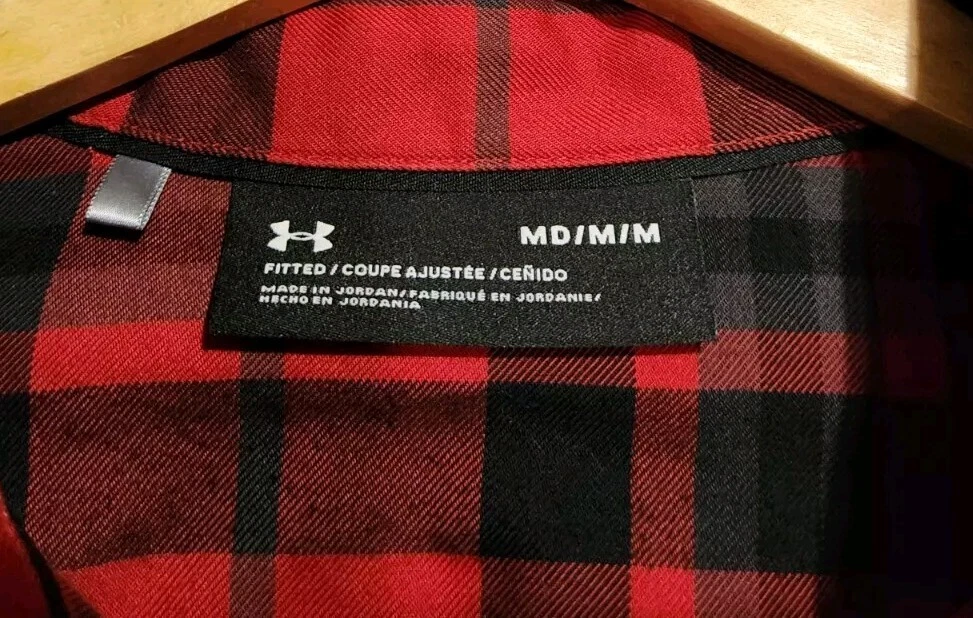 MD/M/M
FITTED / COUPE AJUSTÉE / CEÑIDO
MADE IN JORDAN/FABRIQUÉ EN JORDANIE/
HECHO EN JORDANIA